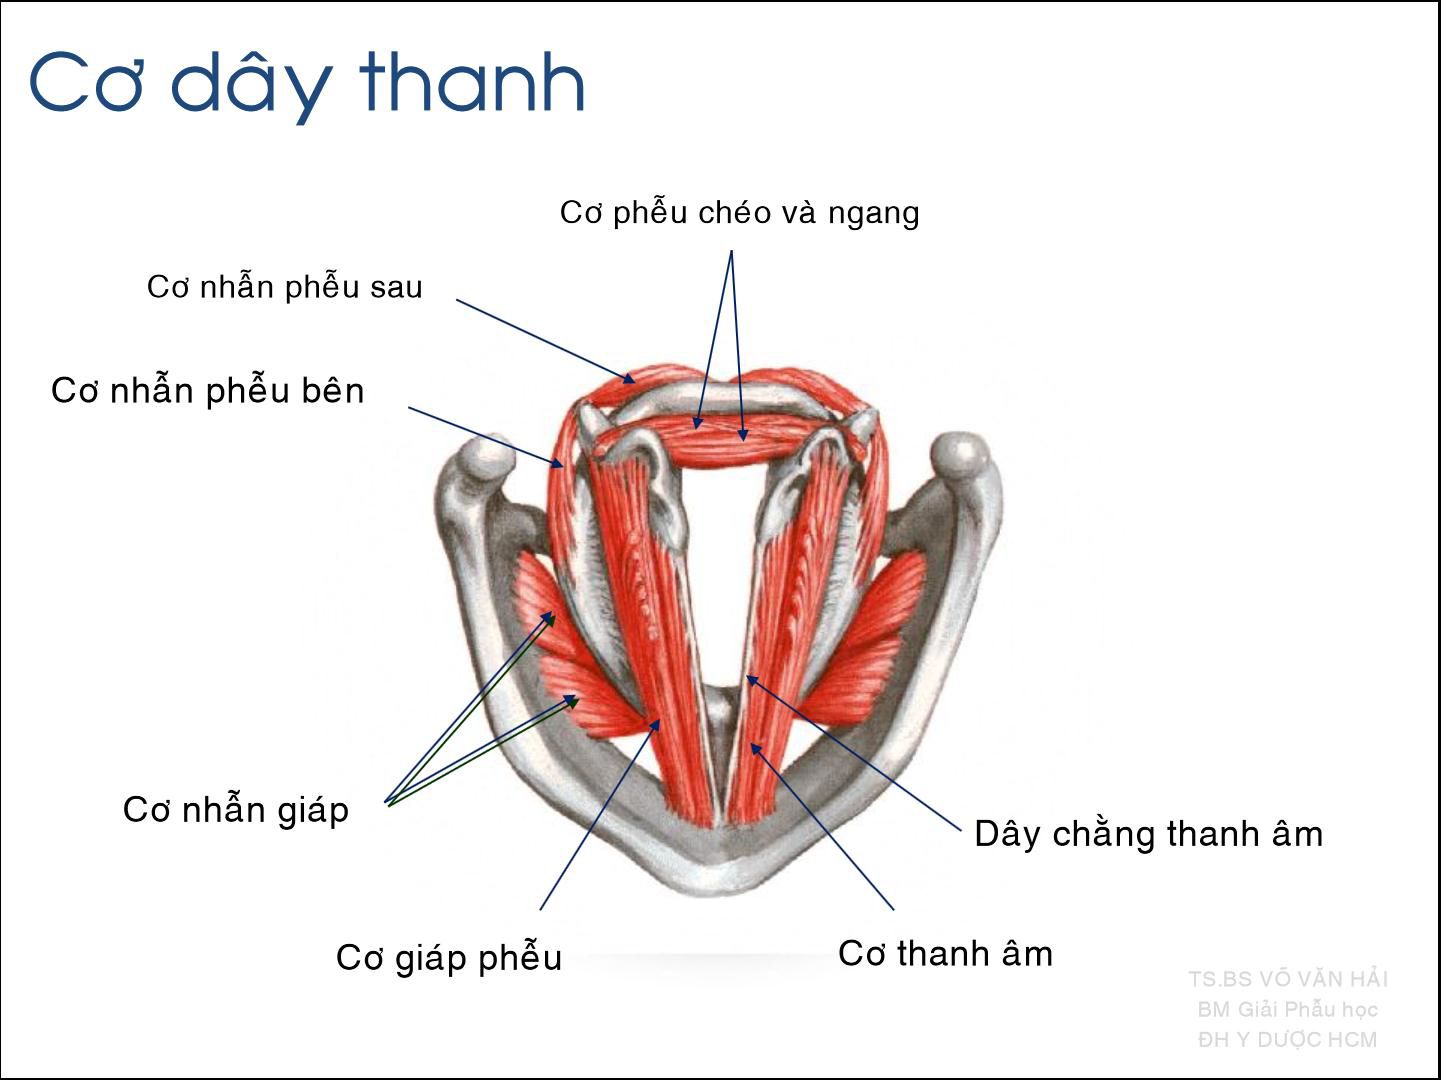 Cơ dây thanh
Cơ phễu chéo và ngang
Cơ nhẫn phễu sau
Cơ nhẫn phễu bên
Cơ nhẫn giáp
Dây chằng thanh âm
Cơ giáp phễu
Cơ thanh âm
TS.BS VÕ VĂN HẢI
BM Giải Phẫu học
ĐH Y DƯỢC HCM